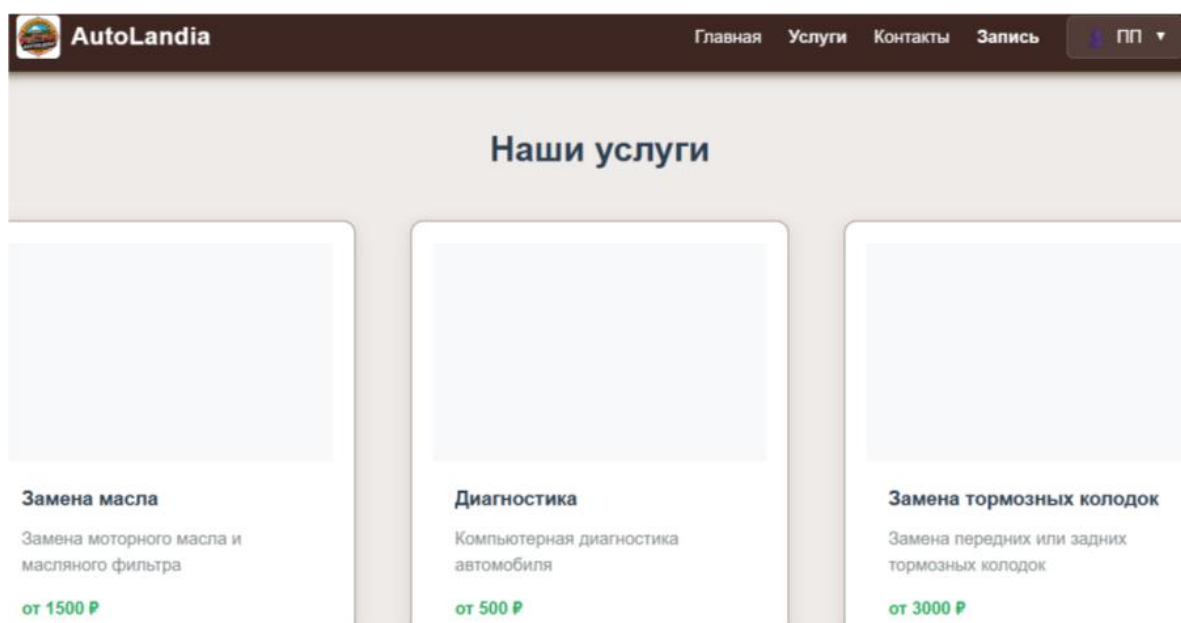 AutoLandia
Главная Услуги Контакты Запись ПП ▼
Наши услуги
Замена масла
Замена моторного масла и
масляного фильтра
от 1500 ₽
Диагностика
Компьютерная диагностика
автомобиля
от 500 ₽
Замена тормозных колодок
Замена передних или задних
тормозных колодок
от 3000 ₽